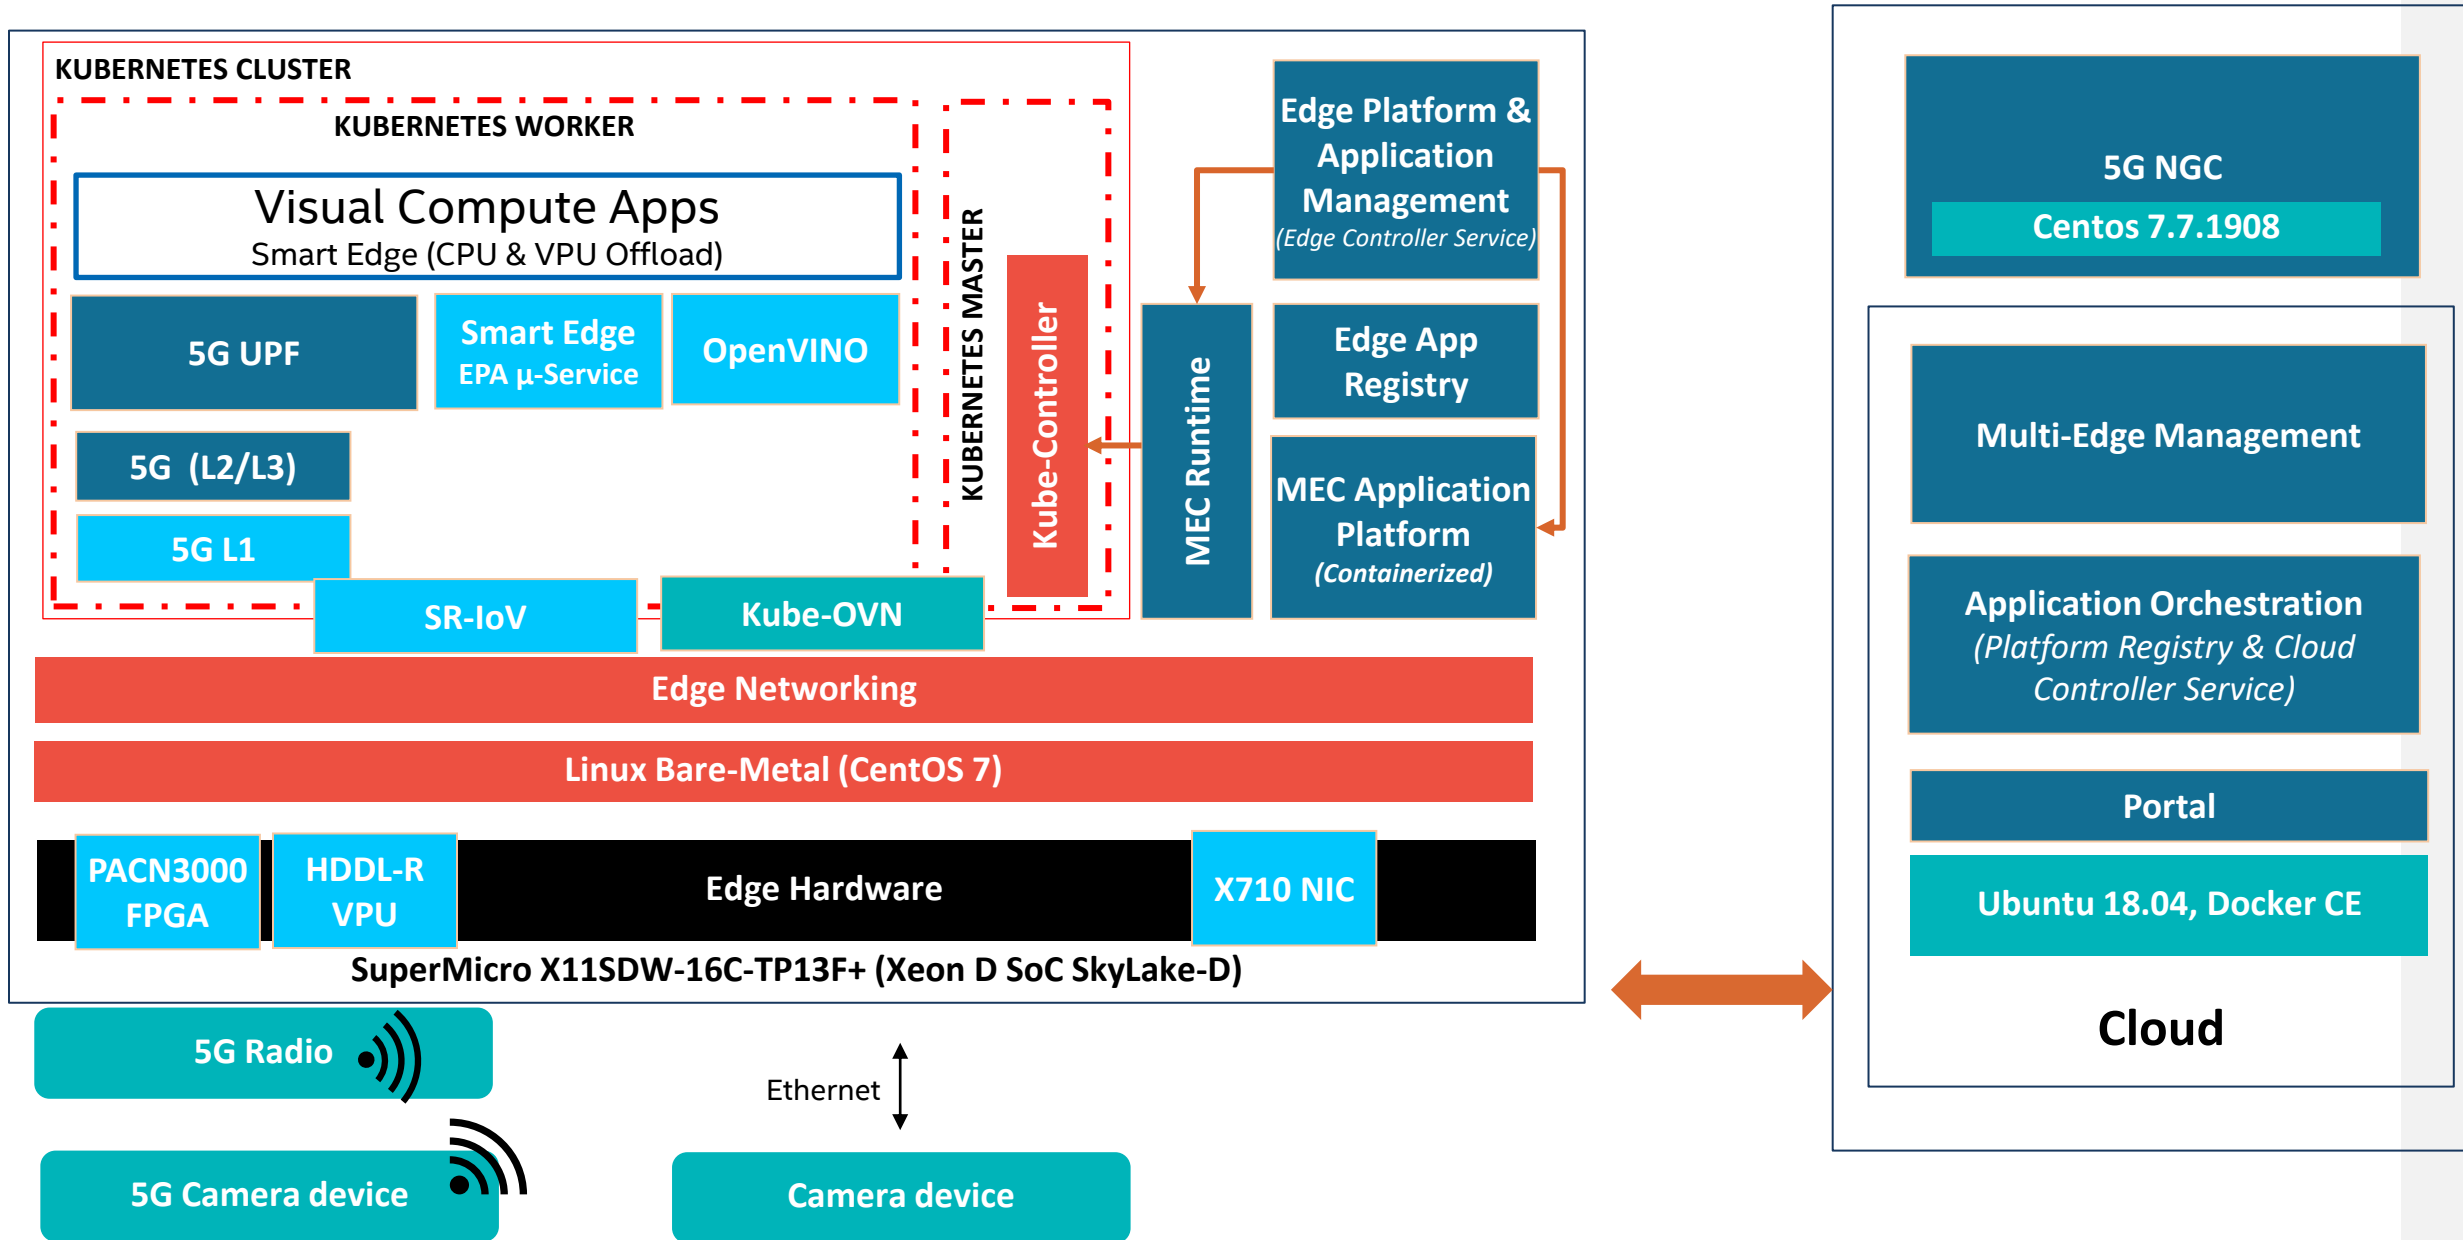 KUBERNETES CLUSTER
KUBERNETES WORKER
Visual Compute Apps
Smart Edge (CPU & VPU Offload)
5G UPF
Smart Edge
EPA µ-Service
OpenVINO
5G (L2/L3)
5G L1
SR-IoV
Kube-OVN
KUBERNETES MASTER
Kube-Controller
MEC Runtime
Edge Platform &
Application
Management
(Edge Controller Service)
Edge App
Registry
MEC Application
Platform
(Containerized)
Edge Networking
Linux Bare-Metal (CentOS 7)
PACN3000
FPGA
HDDL-R
VPU
Edge Hardware
X710 NIC
SuperMicro X11SDW-16C-TP13F+ (Xeon D SoC SkyLake-D)
5G Radio
Ethernet
5G Camera device
Camera device
5G NGC
Centos 7.7.1908
Multi-Edge Management
Application Orchestration
(Platform Registry & Cloud
Controller Service)
Portal
Ubuntu 18.04, Docker CE
Cloud